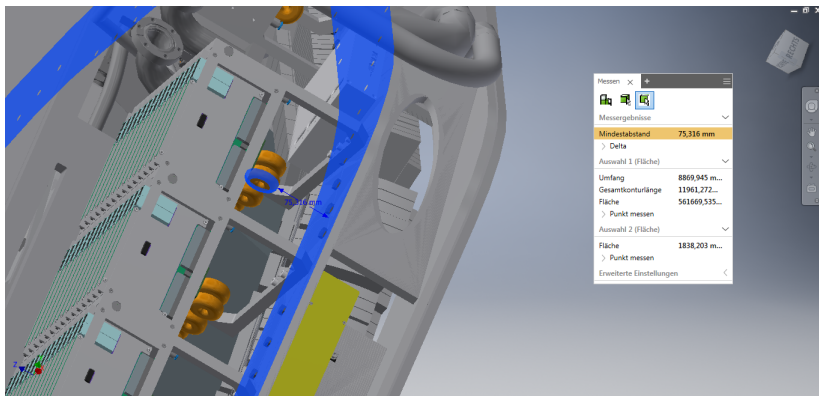 RECHTS
Messen
Messergebnisse
Mindestabstand 75,316 mm
Delta
Auswahl 1 (Fläche)
Umfang 8869,945 m...
Gesamtkonturlänge 11961,272...
Fläche 561669,535...
Punkt messen
Auswahl 2 (Fläche)
Fläche 1838,203 m...
Punkt messen
Erweiterte Einstellungen
75,316 mm
Z